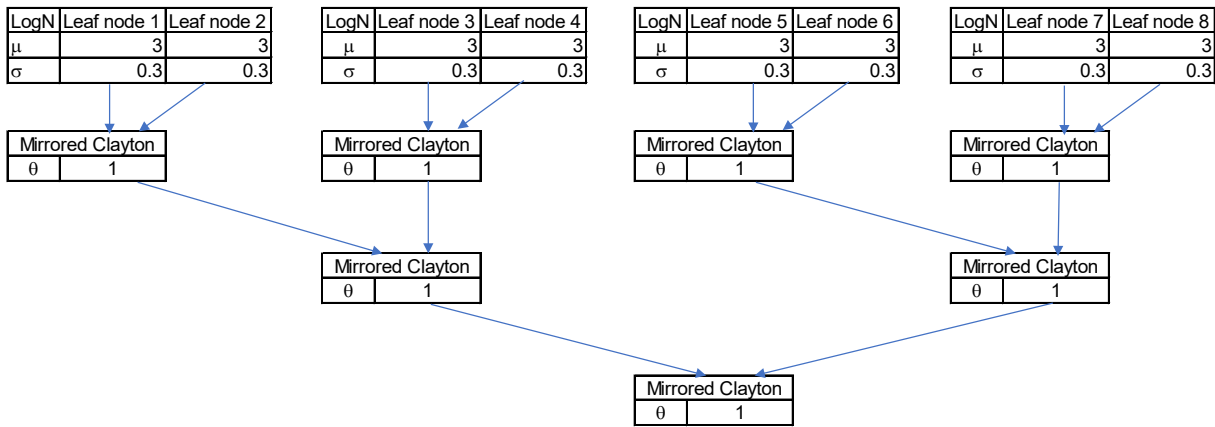 LogN Leaf node 1 Leaf node 2 LogN Leaf node 3 Leaf node 4 LogN Leaf node 5 Leaf node 6 LogN Leaf node 7 Leaf node 8
μ 3 3 μ 3 3 μ 3 3 μ 3 3
σ 0.3 0.3 σ 0.3 0.3 σ 0.3 0.3 σ 0.3 0.3
Mirrored Clayton Mirrored Clayton Mirrored Clayton Mirrored Clayton
θ 1 θ 1 θ 1 θ 1
Mirrored Clayton Mirrored Clayton
θ 1 θ 1
Mirrored Clayton
θ 1